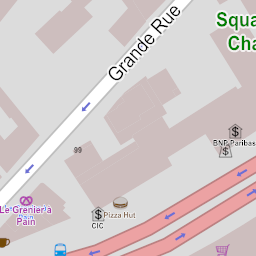 Squa
Cha
Grande Rue
BNP Paribas
99
Le Grenier à
Pain
Pizza Hut
CIC